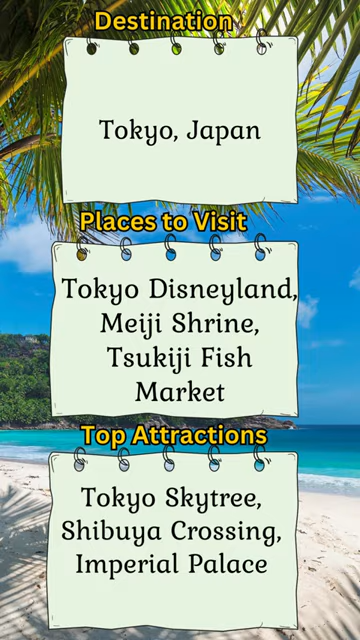 Destination
Tokyo, Japan
Places to Visit
Tokyo Disneyland,
Meiji Shrine,
Tsukiji Fish
Market
Top Attractions
Tokyo Skytree,
Shibuya Crossing,
Imperial Palace